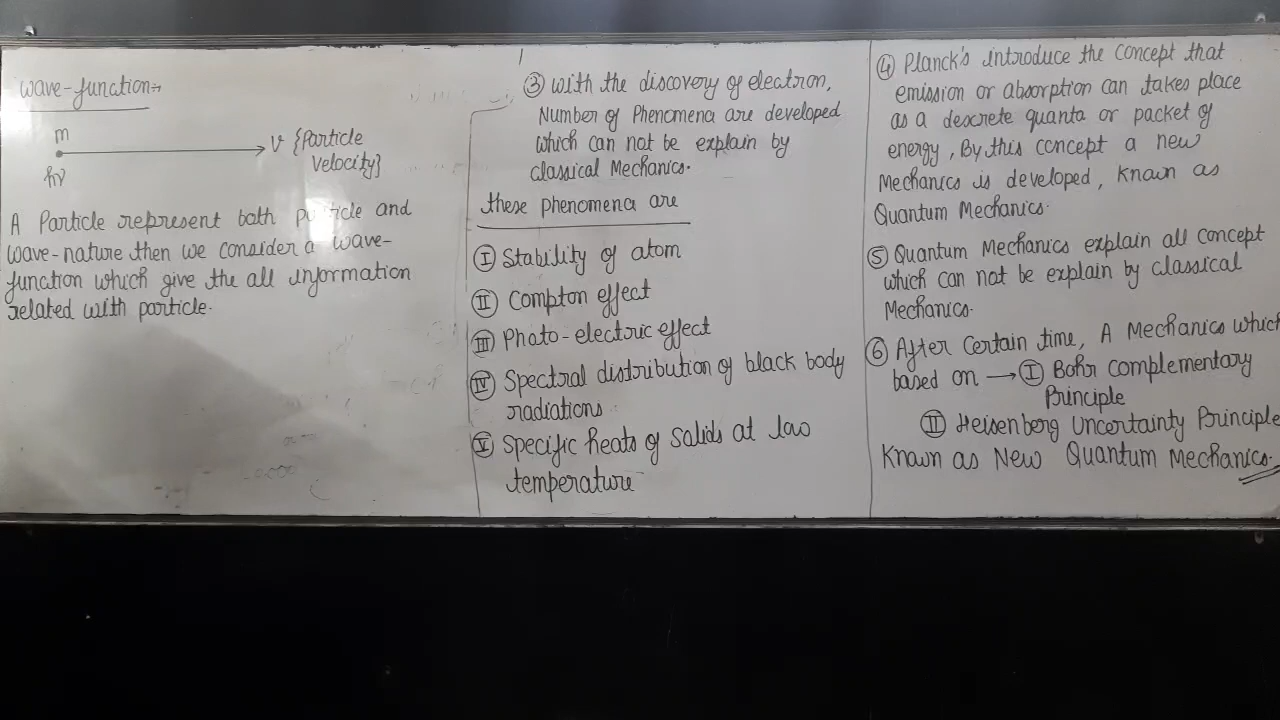 wave-function:→
m
v {Particle
velocity}
hν
A Particle represent both particle and
wave-nature then we consider a wave-
function which give the all information
related with particle.
③ with the discovery of electron,
Number of Phenomena are developed
which can not be explain by
classical Mechanics.
these phenomena are
Ⓘ Stability of atom
II Compton effect
III Photo-electric effect
IV Spectral distribution of black body
radiations
V Specific heats of Solids at low
temperature
④ Planck's introduce the concept that
emission or absorption can takes place
as a descrete quanta or packet of
energy, By this concept a new
Mechanics is developed, known as
Quantum Mechanics.
⑤ Quantum Mechanics explain all concept
which can not be explain by classical
Mechanics.
⑥ After Certain time, A Mechanics which
based on → I Bohr complementary
Principle
II Heisenberg Uncertainty Principle
Known as New Quantum Mechanics.